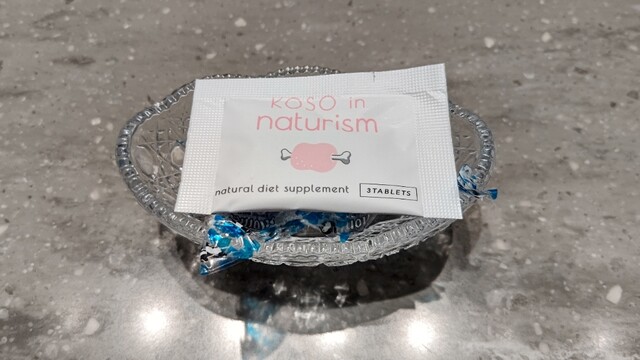 KOSO in
naturism
natural diet supplement
3TABLETS